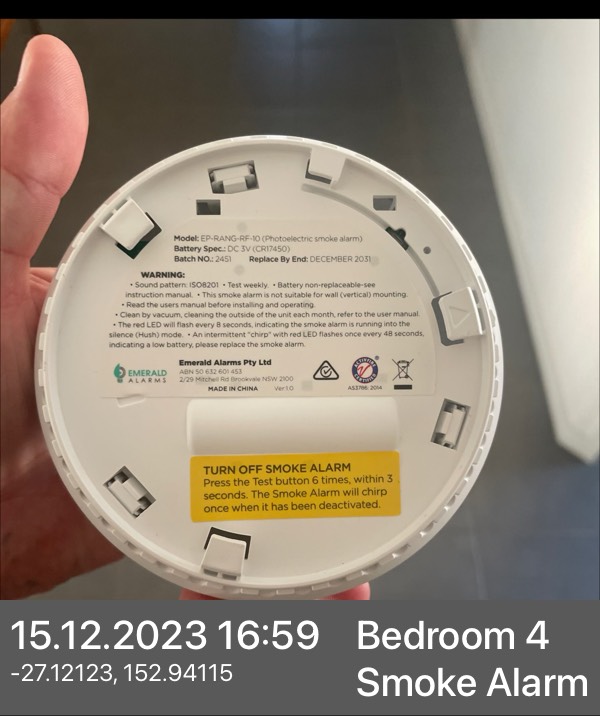 Model: EP-RANG-RF-10 (Photoelectric smoke alarm)
Battery Spec.: DC 3V (CR17450)
Batch NO.: 2451 Replace By End: DECEMBER 2031
WARNING:
• Sound pattern: ISO8201 • Test weekly. • Battery non-replaceable-see
instruction manual. • This smoke alarm is not suitable for wall (vertical) mounting.
• Read the users manual before installing and operating.
• Clean by vacuum, cleaning the outside of the unit each month, refer to the user manual.
• The red LED will flash every 8 seconds, indicating the smoke alarm is running into the
silence (Hush) mode. • An intermittent "chirp" with red LED flashes once every 48 seconds,
indicating a low battery, please replace the smoke alarm.
EMERALD
ALARMS
Emerald Alarms Pty Ltd
ABN 50 632 601 453
2/29 Mitchell Rd Brookvale NSW 2100
MADE IN CHINA Ver 1.0
AS3786: 2014
TURN OFF SMOKE ALARM
Press the Test button 6 times, within 3
seconds. The Smoke Alarm will chirp
once when it has been deactivated.
15.12.2023 16:59
-27.12123, 152.94115
Bedroom 4
Smoke Alarm